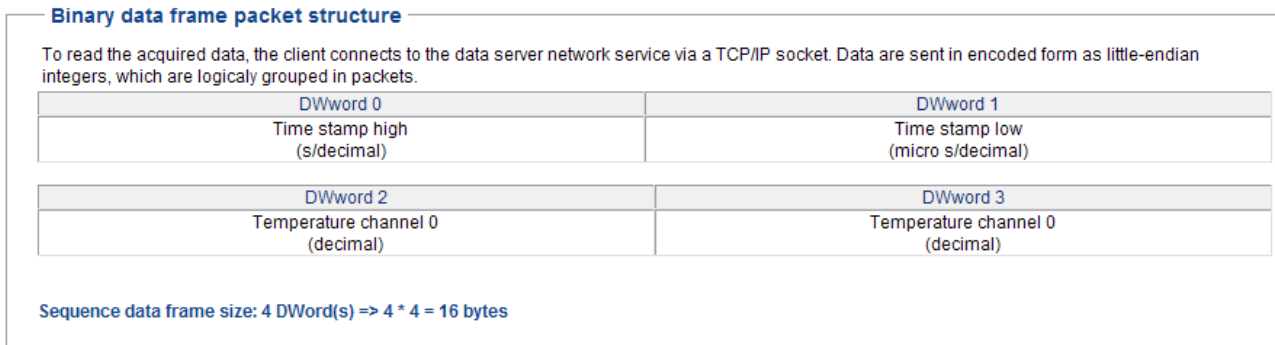 Binary data frame packet structure
To read the acquired data, the client connects to the data server network service via a TCP/IP socket. Data are sent in encoded form as little-endian
integers, which are logicaly grouped in packets.
DWword 0 DWword 1
Time stamp high Time stamp low
(s/decimal) (micro s/decimal)
DWword 2 DWword 3
Temperature channel 0 Temperature channel 0
(decimal) (decimal)
Sequence data frame size: 4 DWord(s) => 4 * 4 = 16 bytes